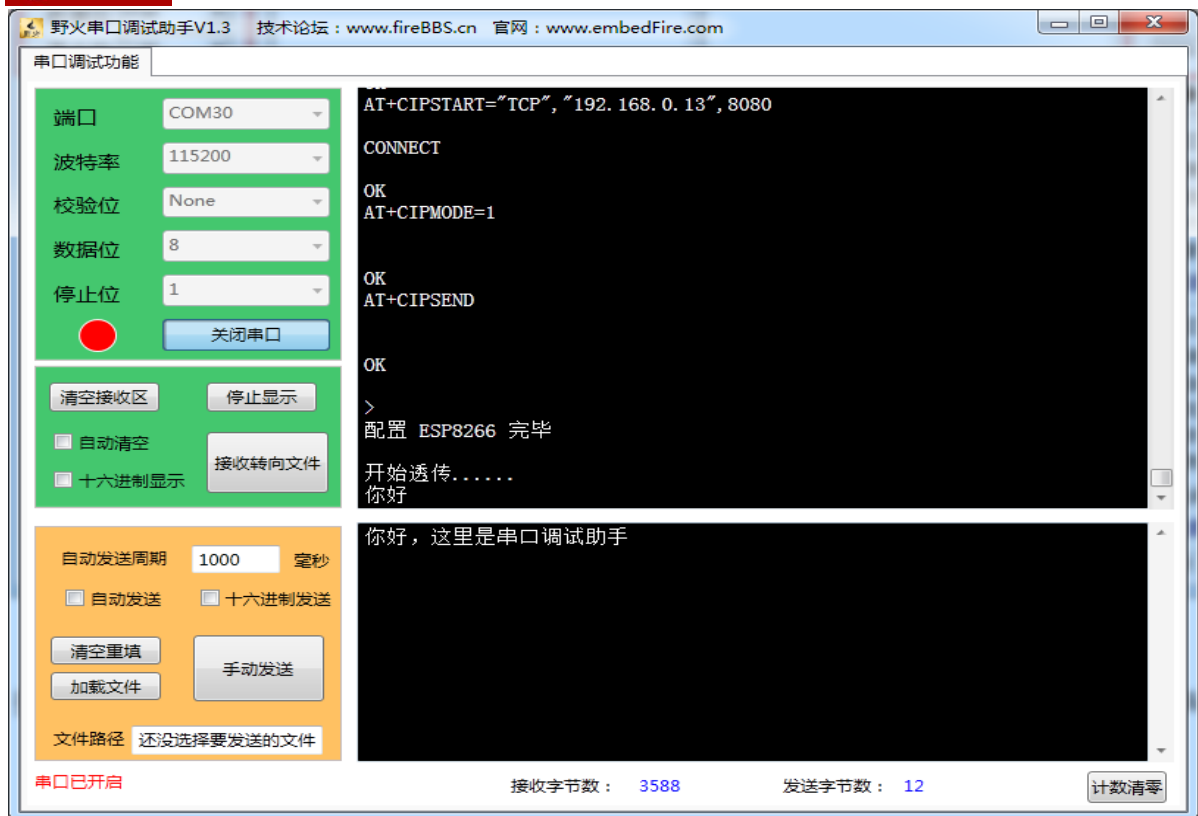 野火串口调试助手V1.3 技术论坛：www.fireBBS.cn 官网：www.embedFire.com
串口调试功能
端口 COM30
波特率 115200
校验位 None
数据位 8
停止位 1
关闭串口
清空接收区 停止显示
自动清空
接收转向文件
十六进制显示
AT+CIPSTART="TCP","192.168.0.13",8080
CONNECT
OK
AT+CIPMODE=1
OK
AT+CIPSEND
OK
>
配置 ESP8266 完毕
开始透传......
你好
自动发送周期 1000 毫秒
自动发送 十六进制发送
清空重填
手动发送
加载文件
文件路径 还没选择要发送的文件
你好，这里是串口调试助手
串口已开启 接收字节数： 3588 发送字节数： 12 计数清零